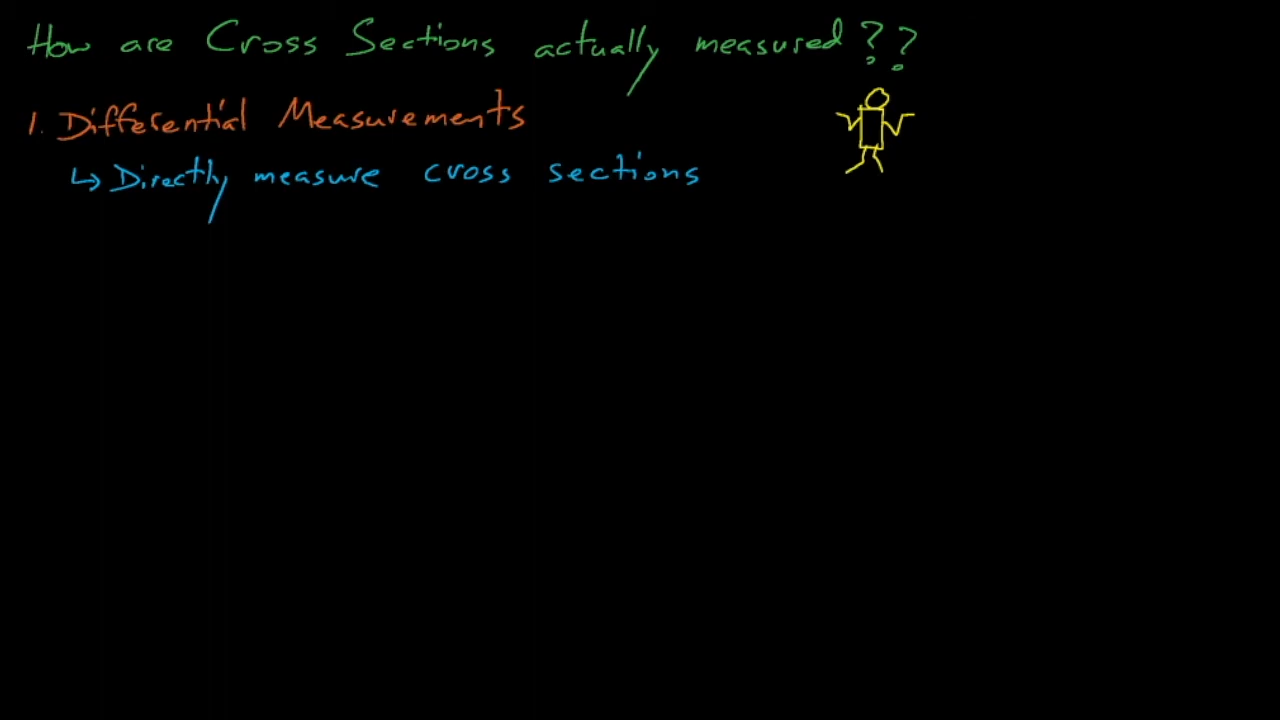 How are Cross Sections actually measured??
1. Differential Measurements
↳ Directly measure cross sections